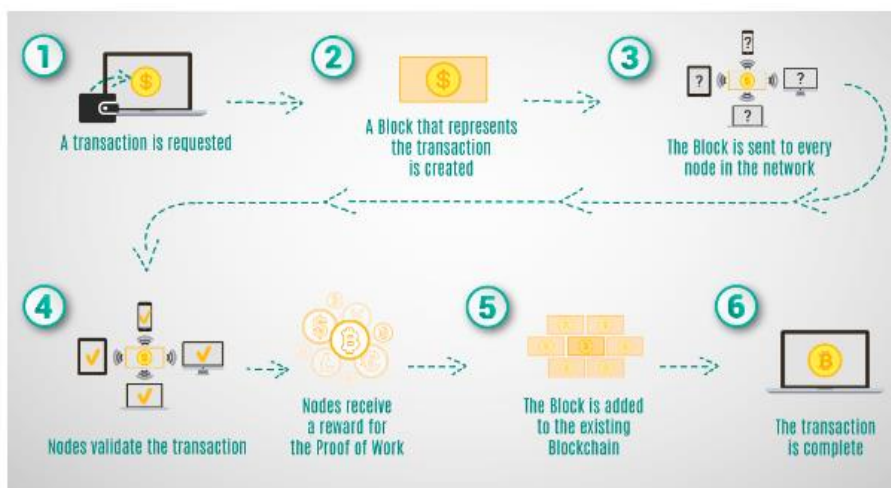 1
A transaction is requested
2
A Block that represents
the transaction
is created
3
The Block is sent to every
node in the network
4
Nodes validate the transaction
Nodes receive
a reward for
the Proof of Work
5
The Block is added
to the existing
Blockchain
6
The transaction
is complete